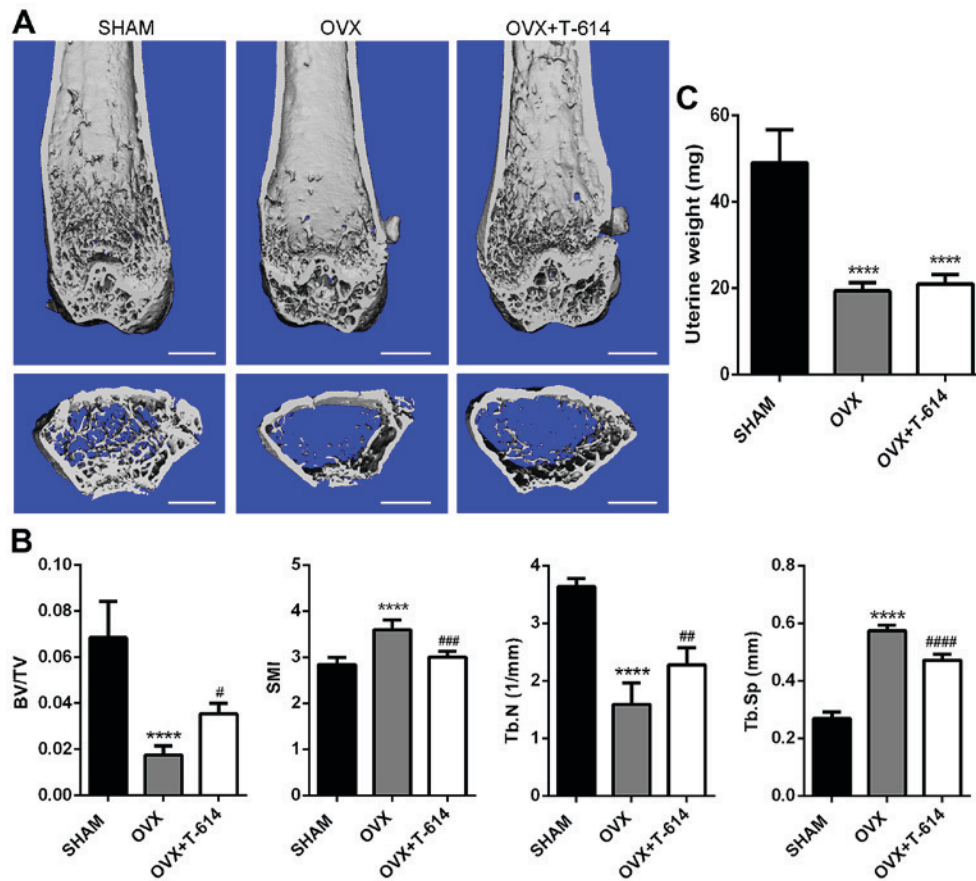 A
SHAM
OVX
OVX+T-614
C
Uterine weight (mg)
60
40
20
0
****
****
SHAM
OVX
OVX+T-614
B
BV/TV
0.10
0.08
0.06
0.04
0.02
0.00
****
#
SHAM
OVX
OVX+T-614
SMI
5
4
3
2
1
0
****
###
SHAM
OVX
OVX+T-614
Tb.N (1/mm)
4
3
2
1
0
****
##
SHAM
OVX
OVX+T-614
Tb.Sp (mm)
0.8
0.6
0.4
0.2
0.0
****
####
SHAM
OVX
OVX+T-614